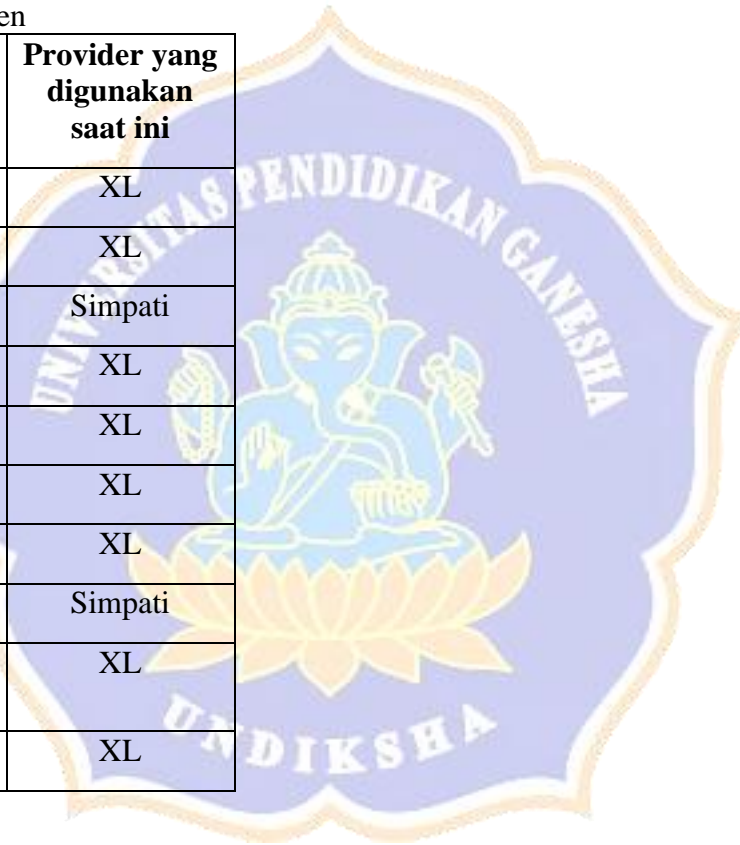 en
Provider yang
digunakan
saat ini
XL
XL
Simpati
XL
XL
XL
XL
Simpati
XL
XL
UNIVERSITAS PENDIDIKAN GANESHA
UNDIKSHA